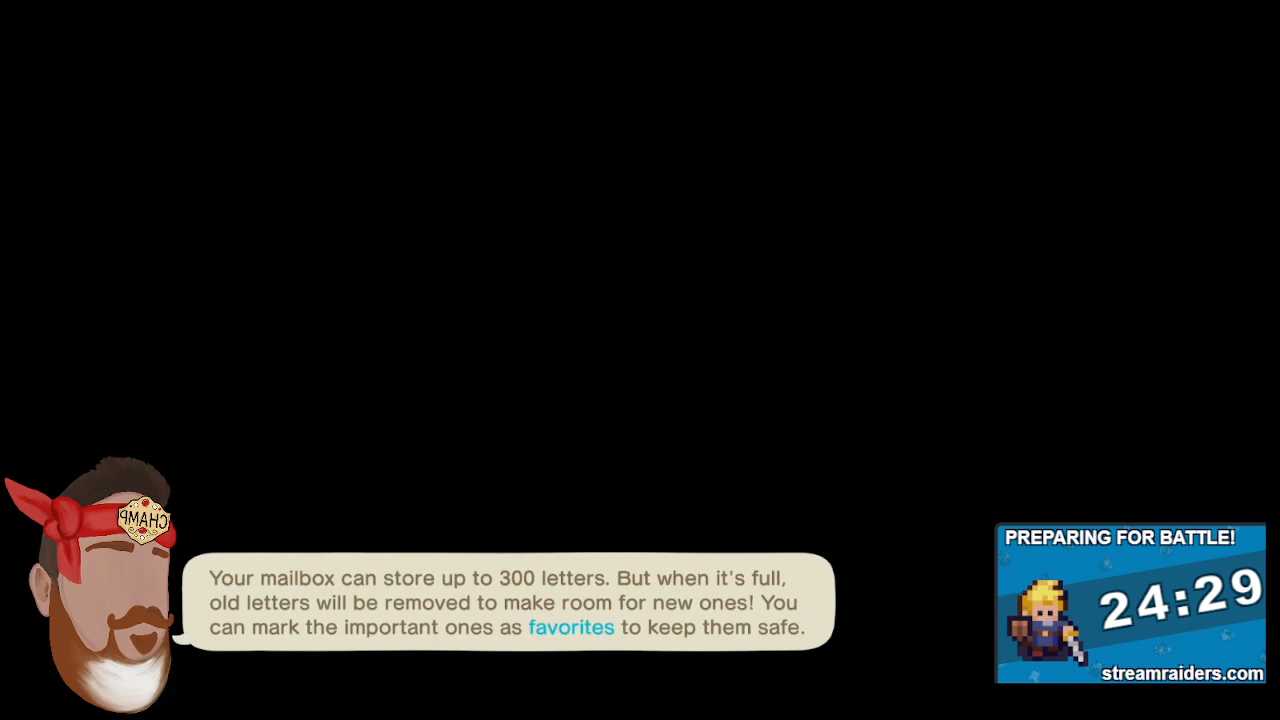 CHAMP
Your mailbox can store up to 300 letters. But when it's full,
old letters will be removed to make room for new ones! You
can mark the important ones as favorites to keep them safe.
PREPARING FOR BATTLE!
24:29
streamraiders.com